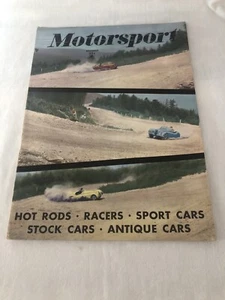 Motorsport
HOT RODS · RACERS · SPORT CARS
STOCK CARS · ANTIQUE CARS